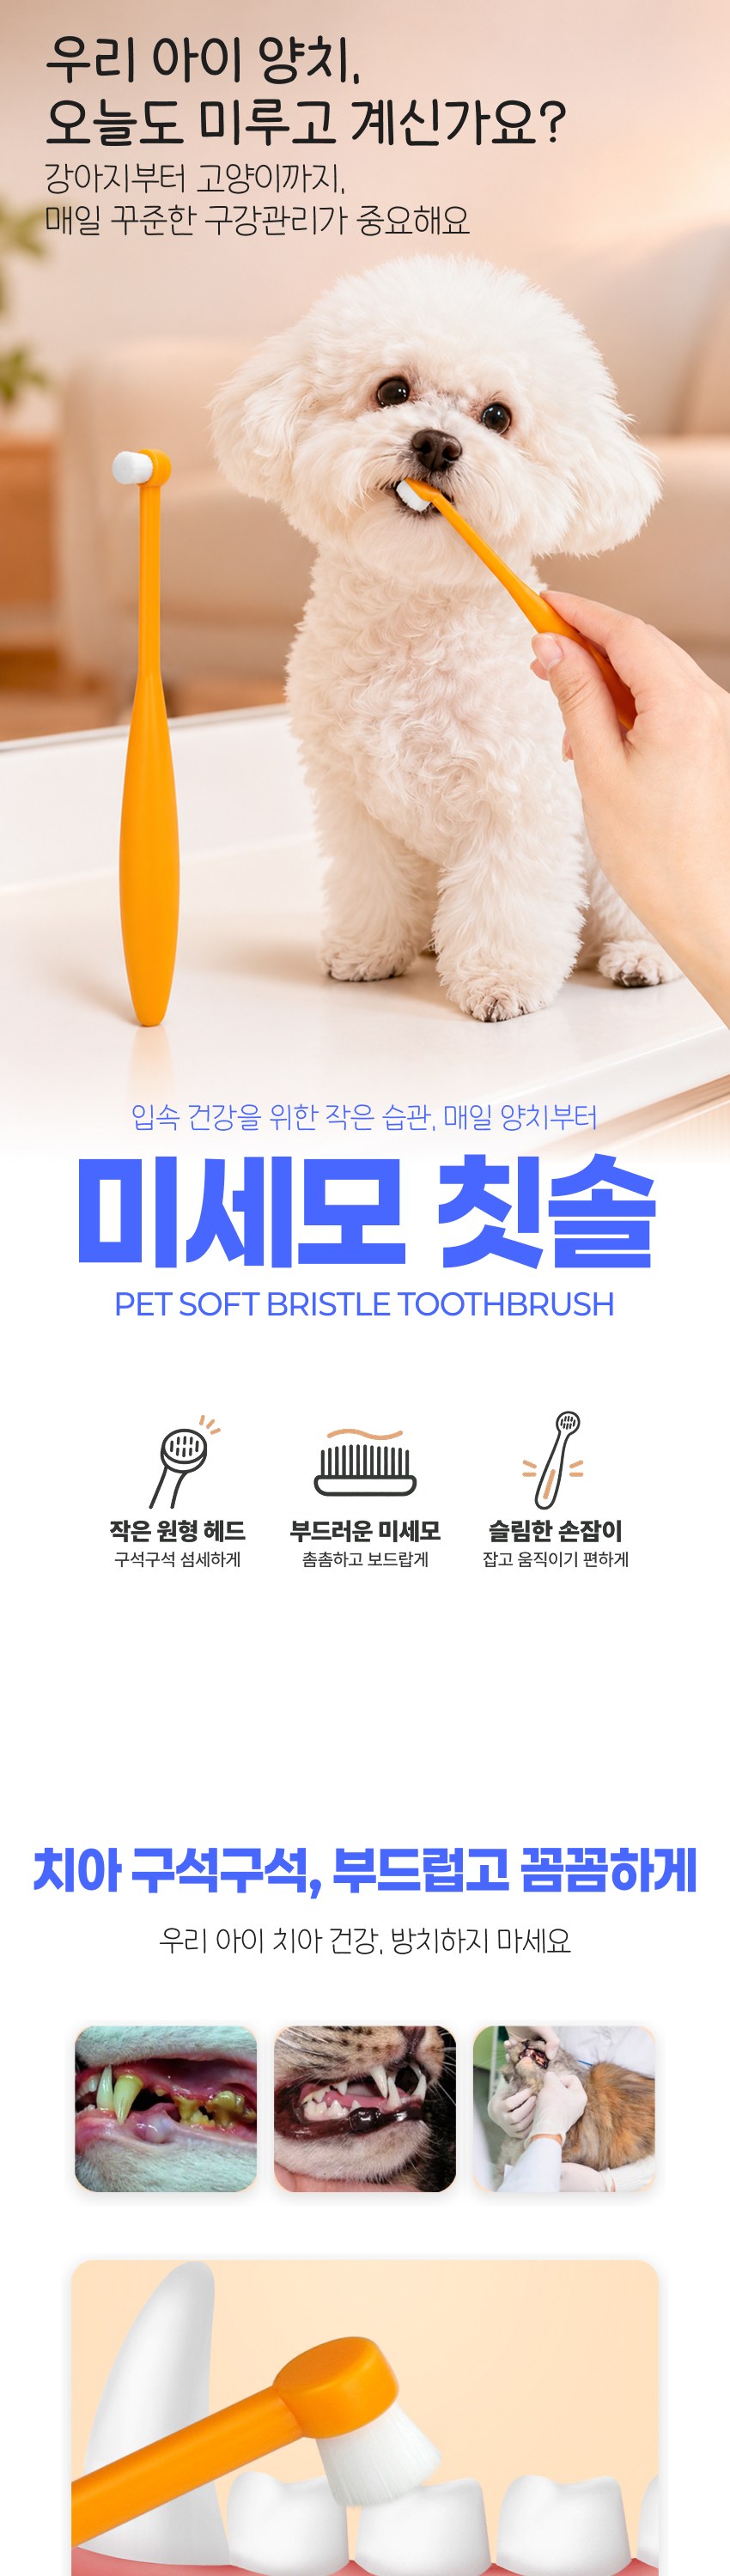 우리 아이 양치,
오늘도 미루고 계신가요?
강아지부터 고양이까지,
매일 꾸준한 구강관리가 중요해요
입속 건강을 위한 작은 습관, 매일 양치부터
미세모 칫솔
PET SOFT BRISTLE TOOTHBRUSH
작은 원형 헤드
구석구석 섬세하게
부드러운 미세모
촘촘하고 보드랍게
슬림한 손잡이
잡고 움직이기 편하게
치아 구석구석, 부드럽고 꼼꼼하게
우리 아이 치아 건강, 방치하지 마세요